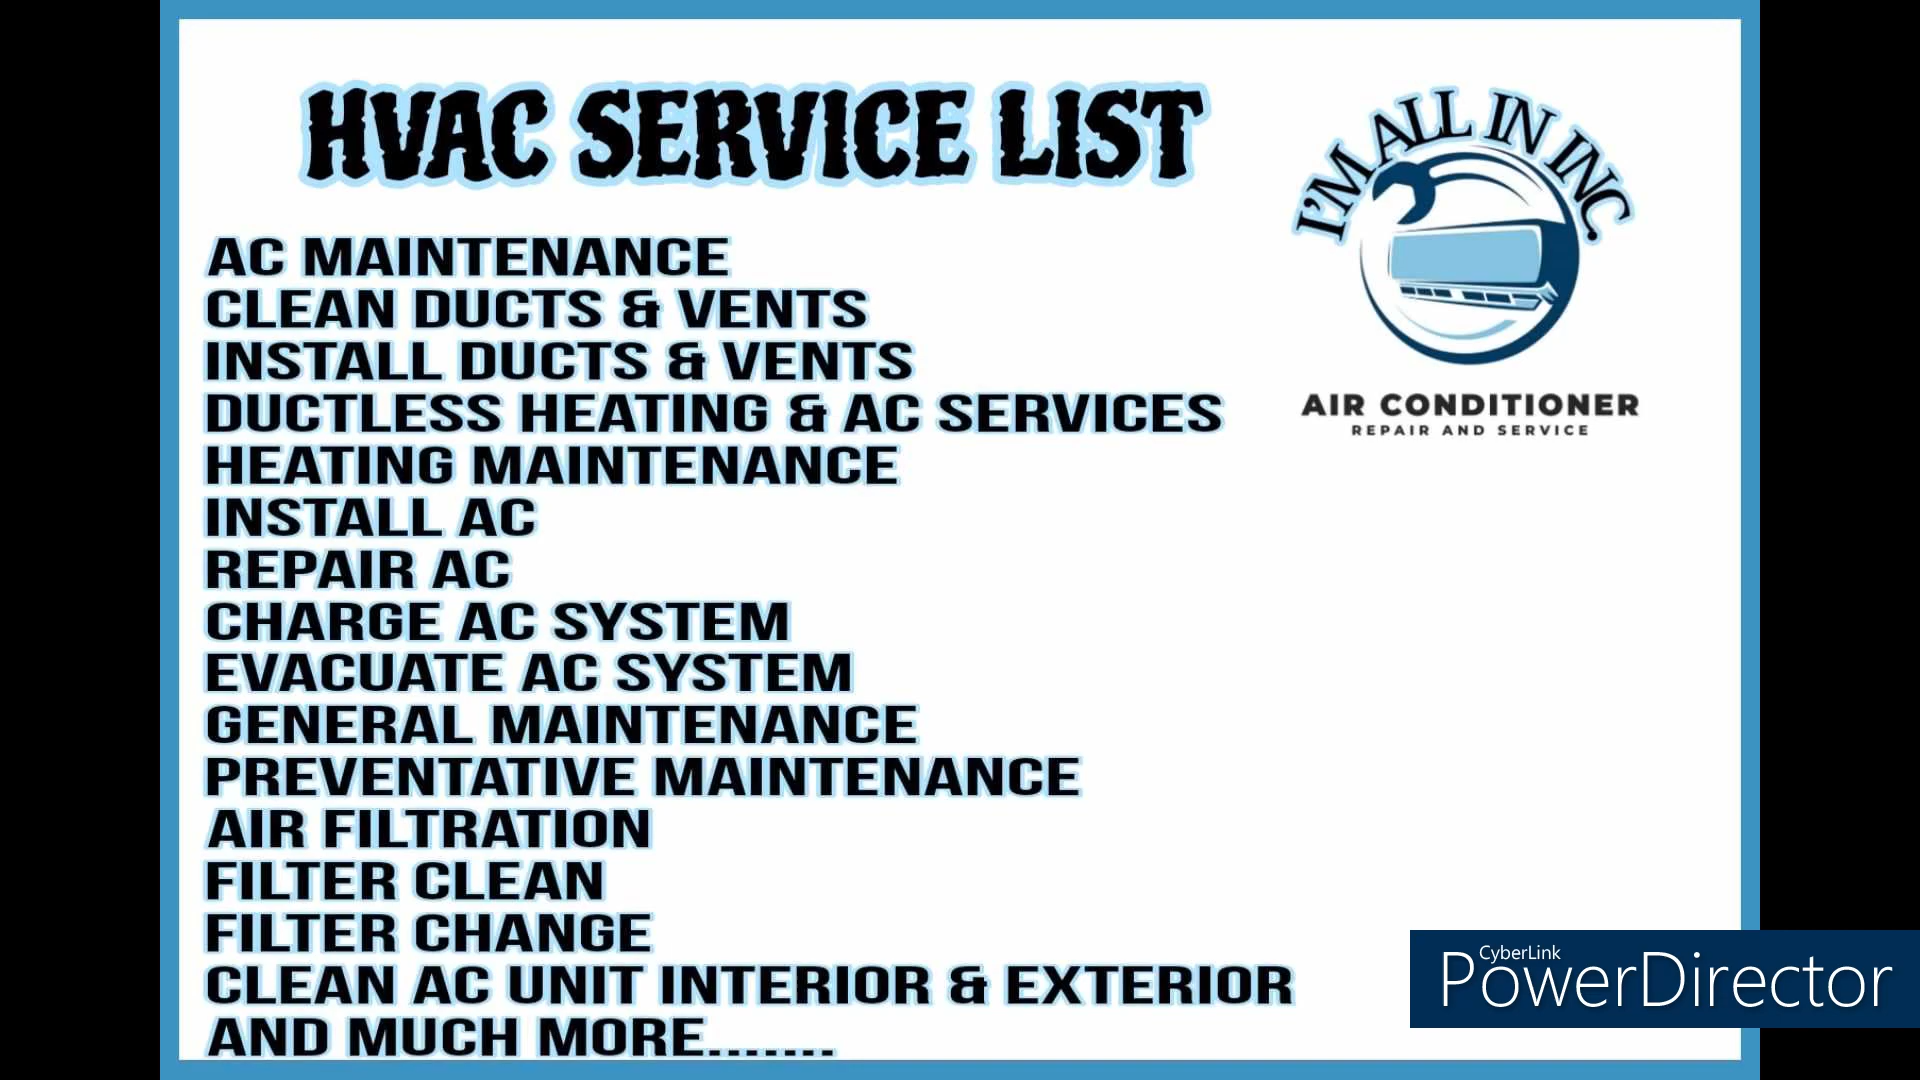 HVAC SERVICE LIST
I'M ALL IN INC.
AIR CONDITIONER
REPAIR AND SERVICE
AC MAINTENANCE
CLEAN DUCTS & VENTS
INSTALL DUCTS & VENTS
DUCTLESS HEATING & AC SERVICES
HEATING MAINTENANCE
INSTALL AC
REPAIR AC
CHARGE AC SYSTEM
EVACUATE AC SYSTEM
GENERAL MAINTENANCE
PREVENTATIVE MAINTENANCE
AIR FILTRATION
FILTER CLEAN
FILTER CHANGE
CLEAN AC UNIT INTERIOR & EXTERIOR
AND MUCH MORE.......
CyberLink
PowerDirector